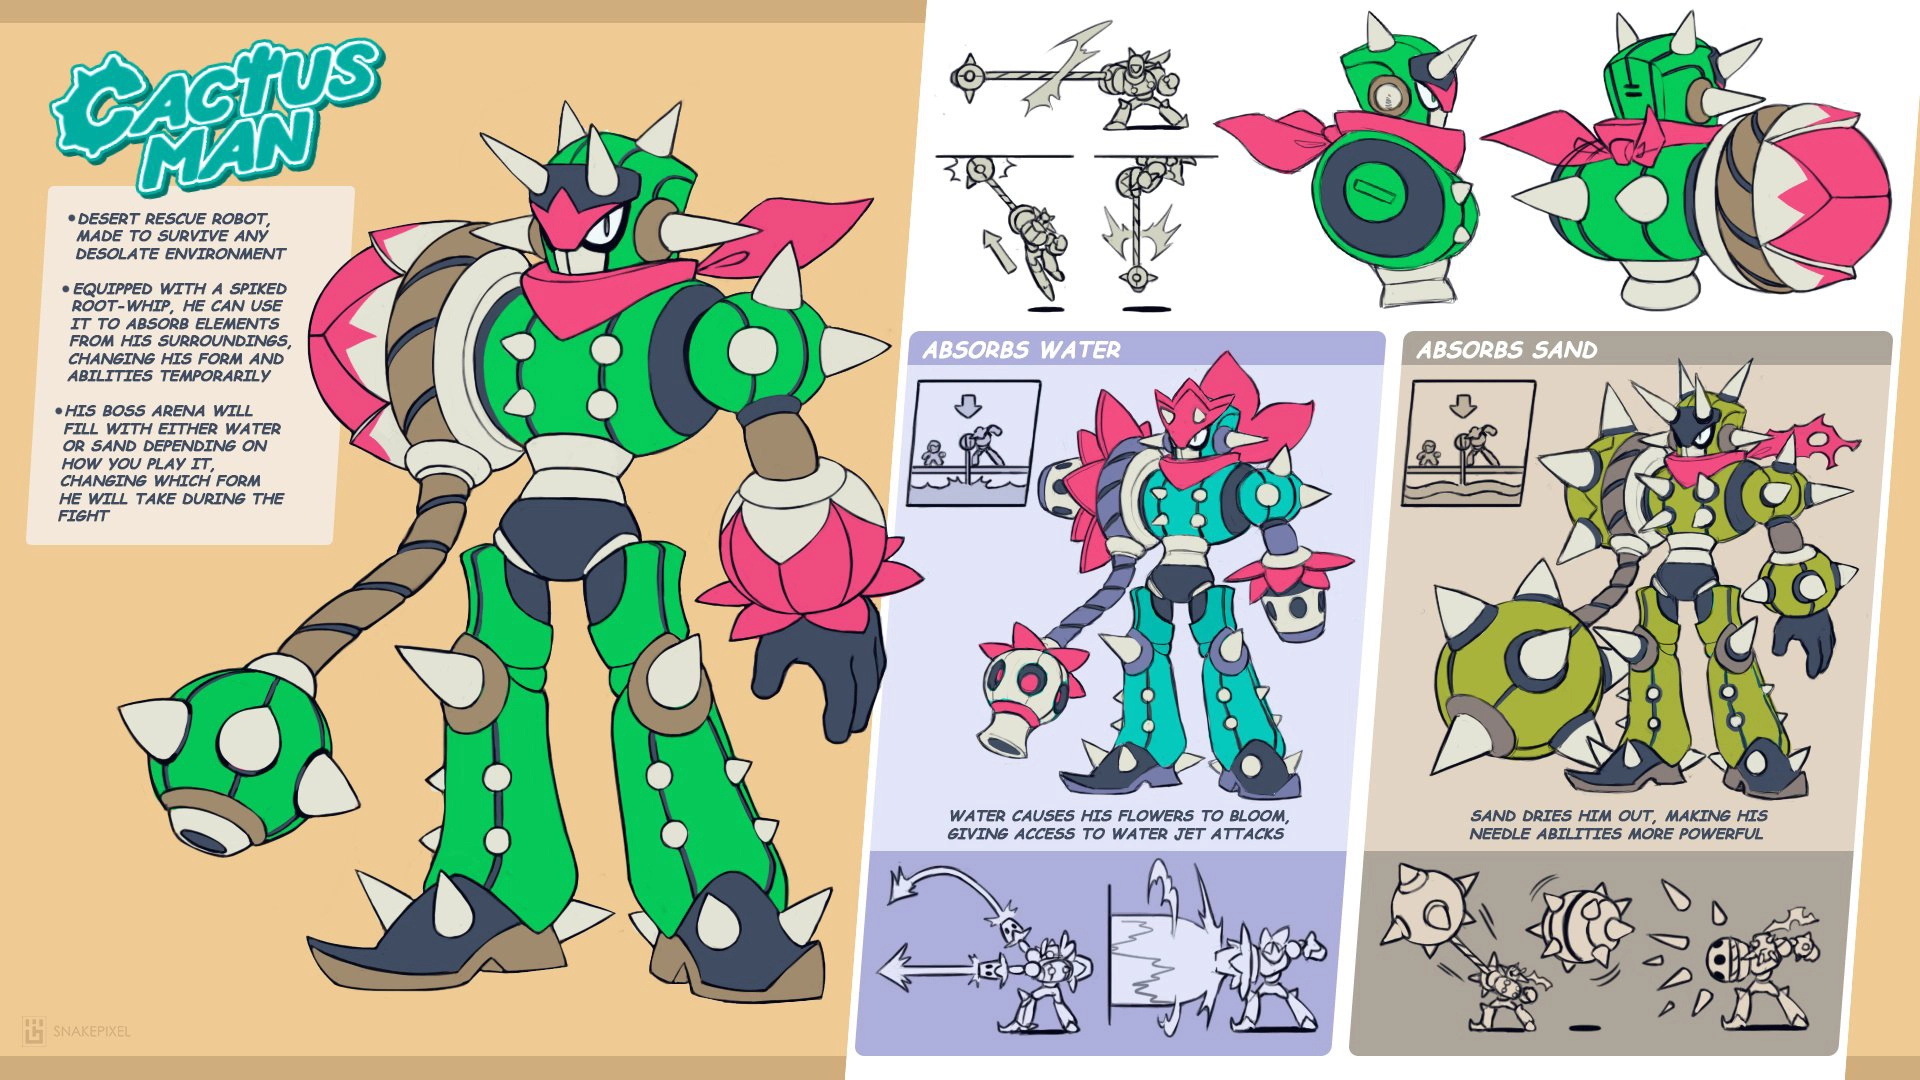 CACTUS
MAN
•DESERT RESCUE ROBOT,
MADE TO SURVIVE ANY
DESOLATE ENVIRONMENT
•EQUIPPED WITH A SPIKED
ROOT-WHIP, HE CAN USE
IT TO ABSORB ELEMENTS
FROM HIS SURROUNDINGS,
CHANGING HIS FORM AND
ABILITIES TEMPORARILY
•HIS BOSS ARENA WILL
FILL WITH EITHER WATER
OR SAND DEPENDING ON
HOW YOU PLAY IT,
CHANGING WHICH FORM
HE WILL TAKE DURING THE
FIGHT
SNAKEPIXEL
ABSORBS WATER
WATER CAUSES HIS FLOWERS TO BLOOM,
GIVING ACCESS TO WATER JET ATTACKS
ABSORBS SAND
SAND DRIES HIM OUT, MAKING HIS
NEEDLE ABILITIES MORE POWERFUL